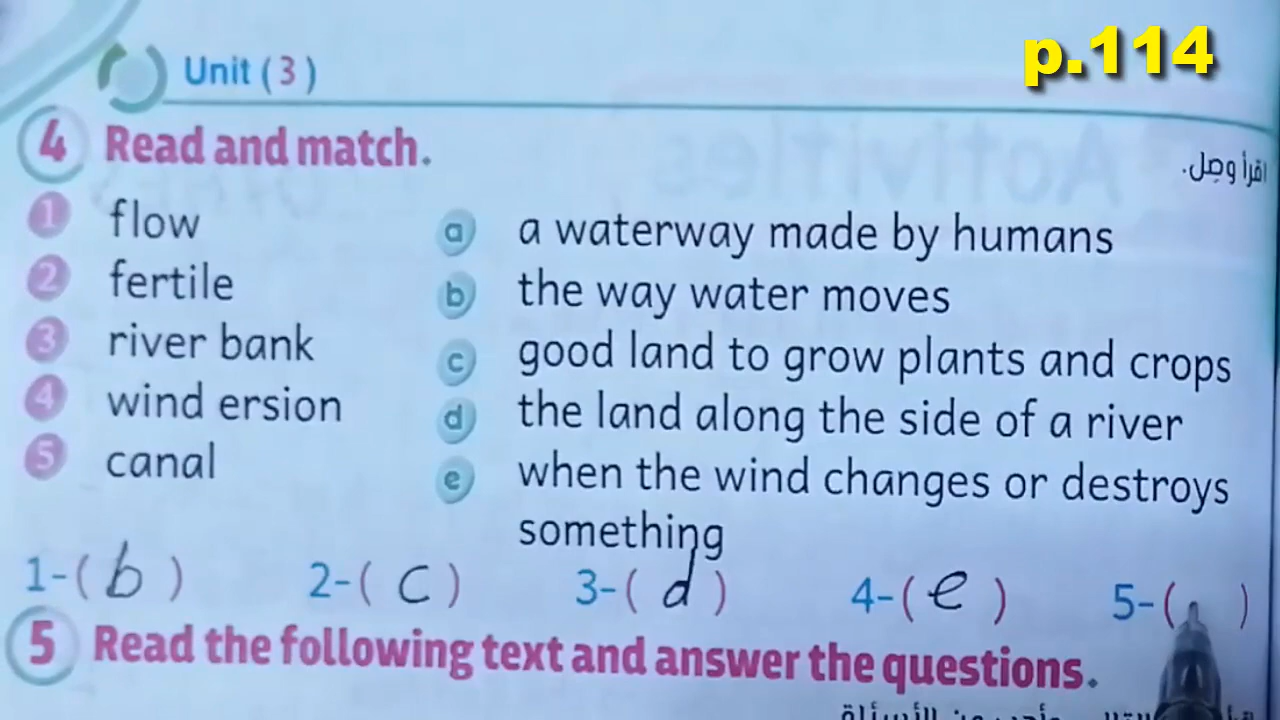 p.114
Unit (3)
4 Read and match.
اقرأ وصِل.
1 flow
a a waterway made by humans
2 fertile
b the way water moves
3 river bank
c good land to grow plants and crops
4 wind ersion
d the land along the side of a river
5 canal
e when the wind changes or destroys
something
1-( b ) 2-( c ) 3-( d ) 4-( e ) 5-( )
5 Read the following text and answer the questions.
عن الأسئلة